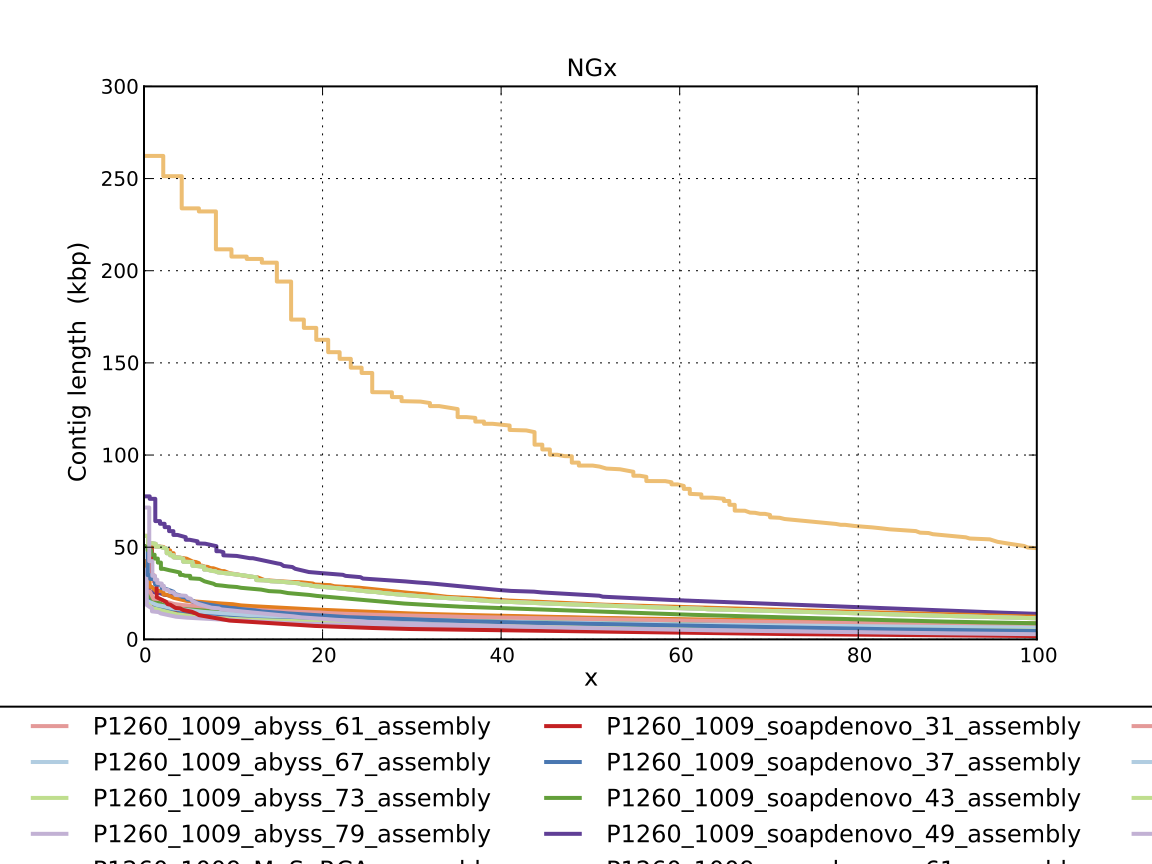 NGx
300
250
200
150
100
50
0
Contig length (kbp)
0 20 40 60 80 100
x
P1260_1009_abyss_61_assembly P1260_1009_soapdenovo_31_assembly
P1260_1009_abyss_67_assembly P1260_1009_soapdenovo_37_assembly
P1260_1009_abyss_73_assembly P1260_1009_soapdenovo_43_assembly
P1260_1009_abyss_79_assembly P1260_1009_soapdenovo_49_assembly